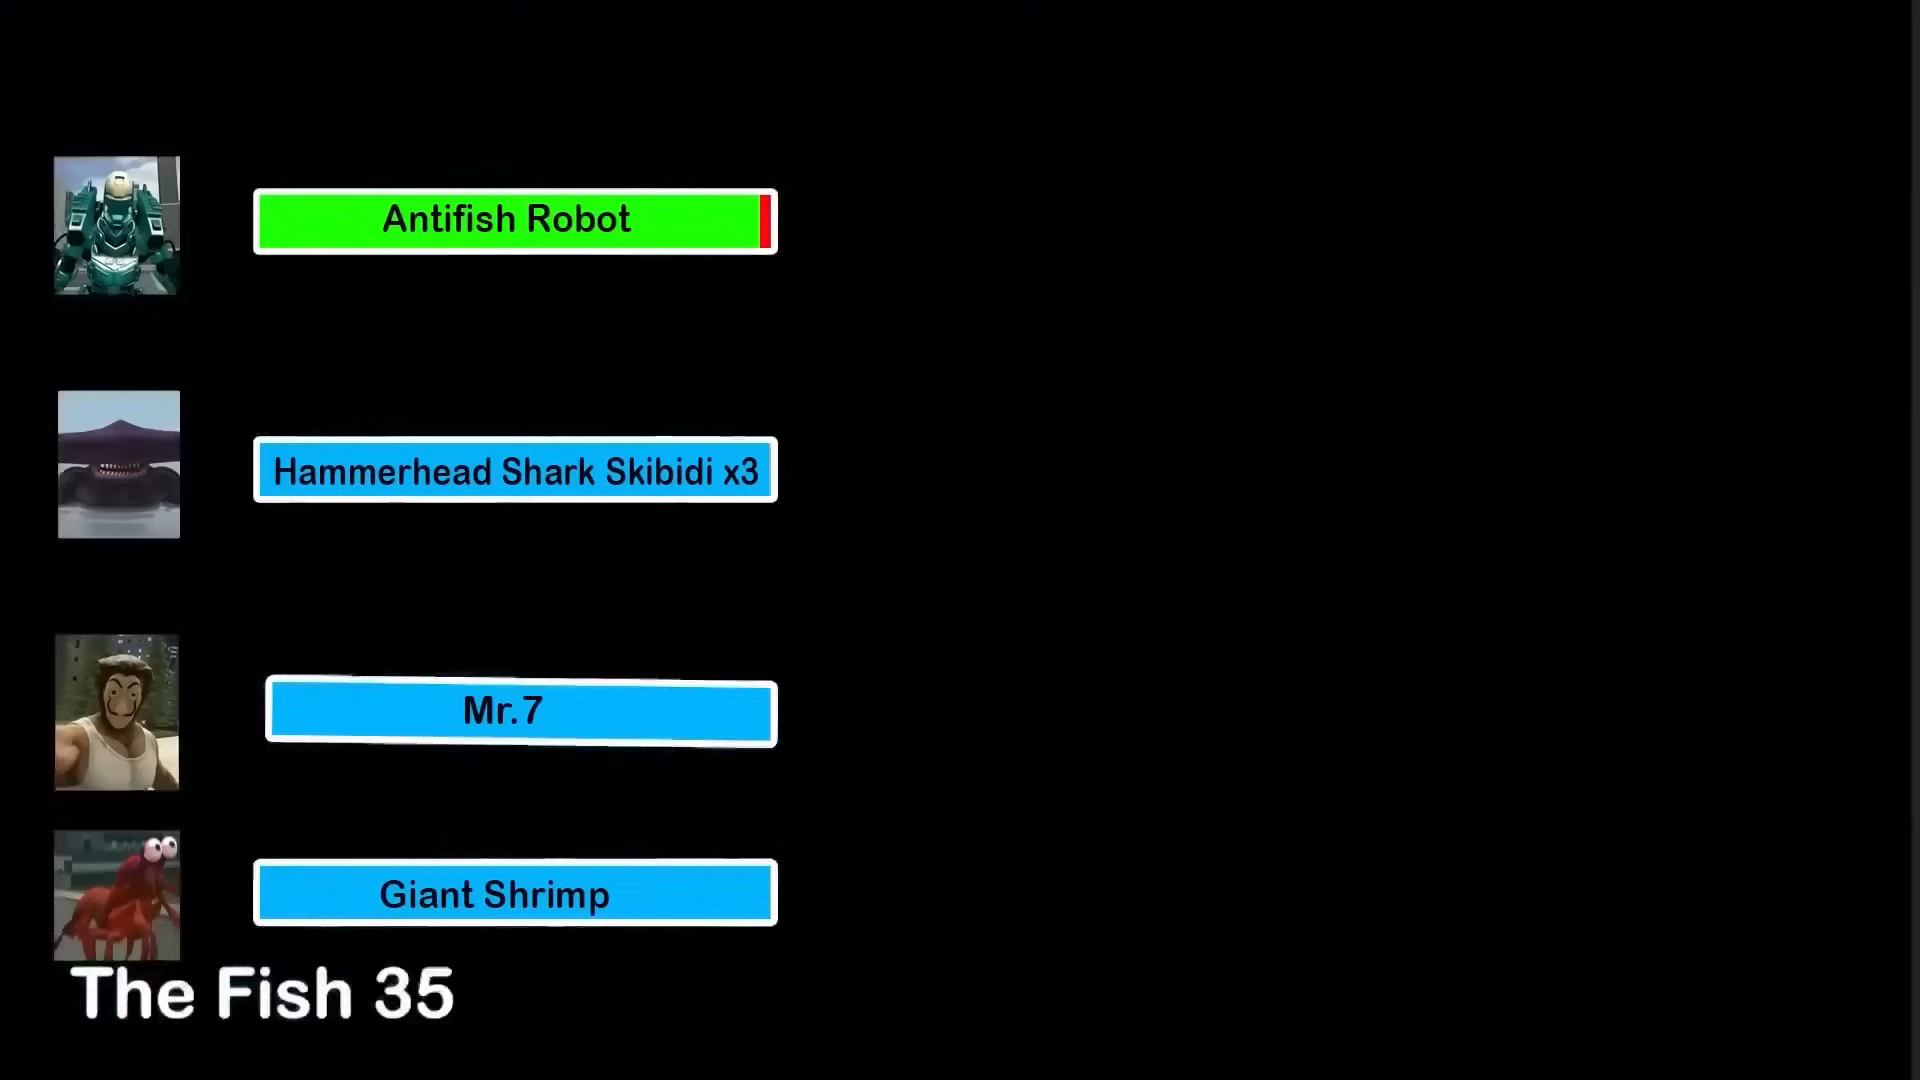 Antifish Robot
Hammerhead Shark Skibidi x3
Mr.7
Giant Shrimp
The Fish 35